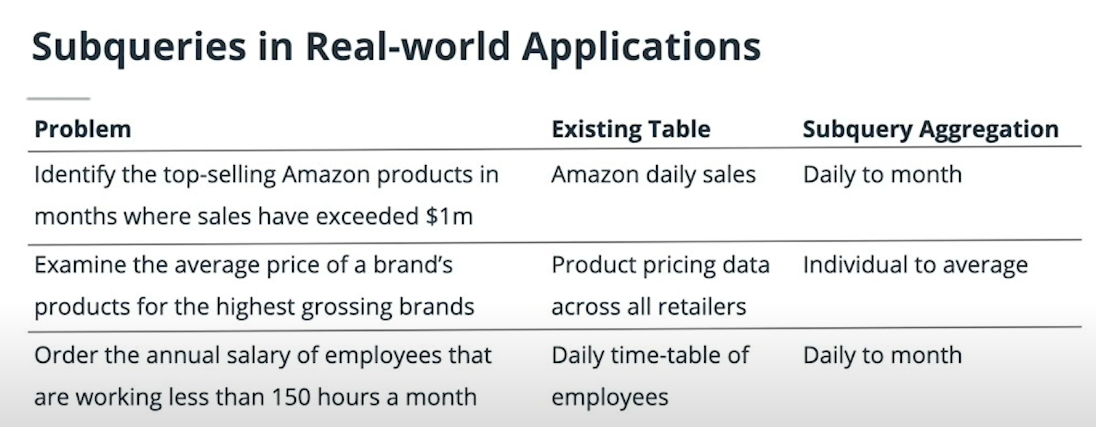 Subqueries in Real-world Applications
Problem Existing Table Subquery Aggregation
Identify the top-selling Amazon products in Amazon daily sales Daily to month
months where sales have exceeded $1m
Examine the average price of a brand’s Product pricing data Individual to average
products for the highest grossing brands across all retailers
Order the annual salary of employees that Daily time-table of Daily to month
are working less than 150 hours a month employees